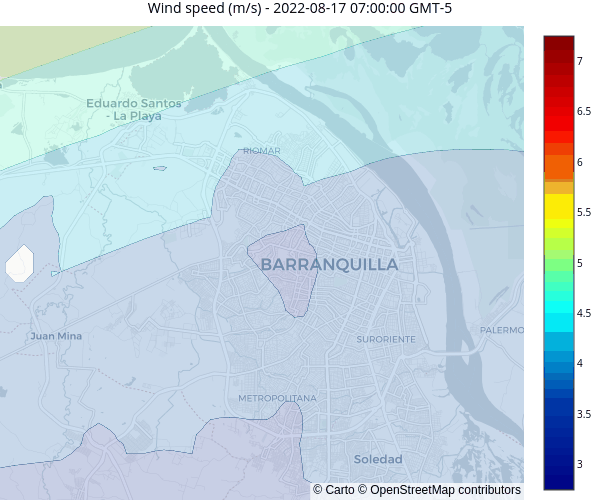 Wind speed (m/s) - 2022-08-17 07:00:00 GMT-5
7
6.5
6
5.5
5
4.5
4
3.5
3
Eduardo Santos
- La Playa
RIOMAR
BARRANQUILLA
Juan Mina
SURORIENTE
PALERMO
METROPOLITANA
Soledad
© Carto © OpenStreetMap contributors